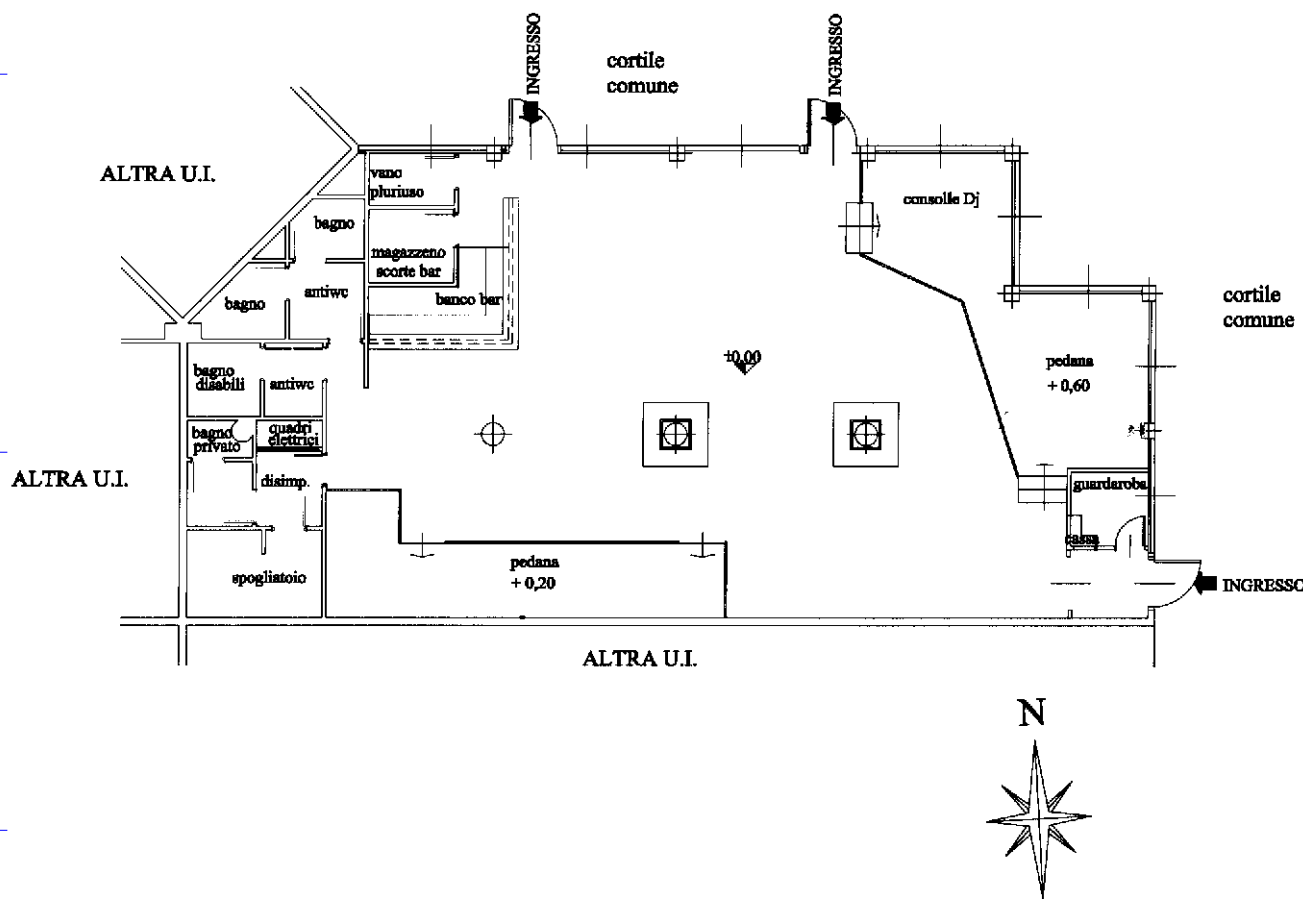 INGRESSO
INGRESSO
cortile
comune
ALTRA U.I.
vano
pluriuso
consolle Dj
bagno
magazzeno
scorte bar
bagno
antiwc
banco bar
cortile
comune
±0,00
bagno
disabili
antiwc
pedana
+ 0,60
bagno
privato
quadri
elettrici
ALTRA U.I.
disimp.
guardaroba
cassa
spogliatoio
pedana
+ 0,20
INGRESSO
ALTRA U.I.
N